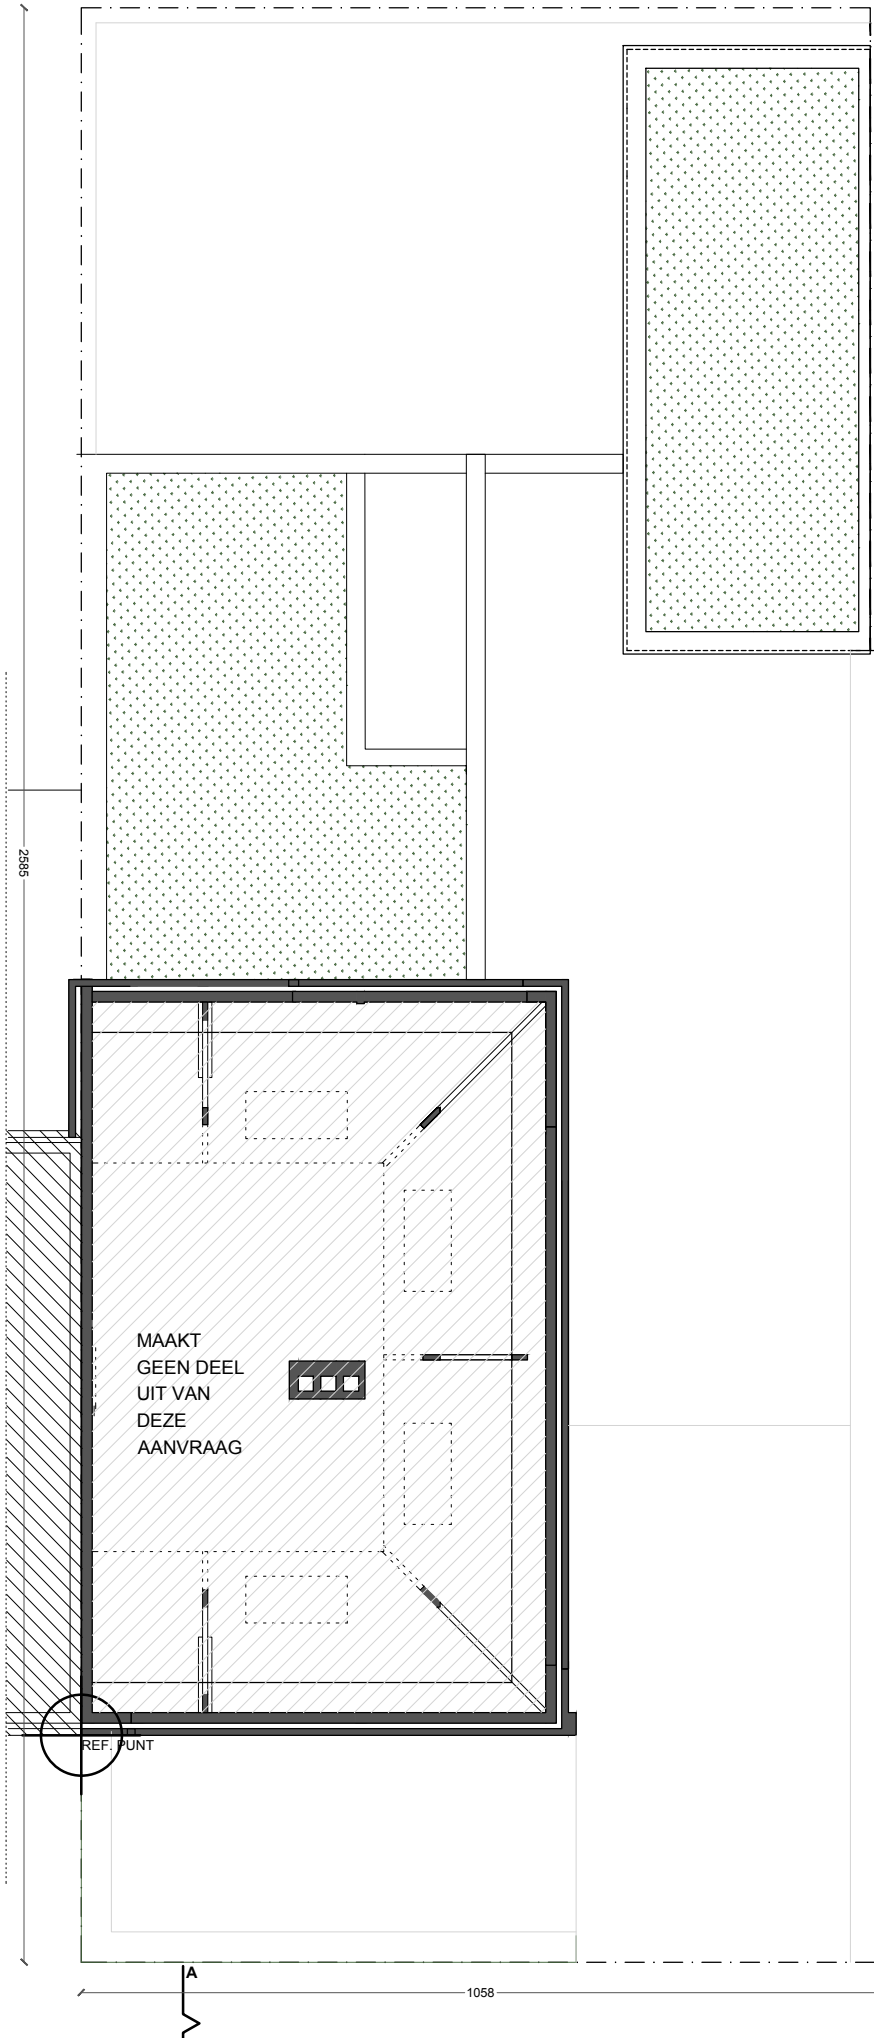 2585
MAAKT
GEEN DEEL
UIT VAN
DEZE
AANVRAAG
REF. PUNT
A
1058